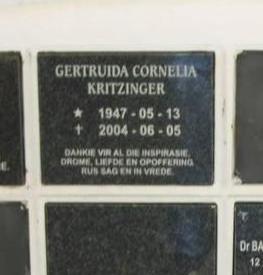 GERTRUIDA CORNELIA
KRITZINGER
★ 1947 - 05 - 13
† 2004 - 06 - 05
DANKIE VIR AL DIE INSPIRASIE,
DROME, LIEFDE EN OPOFFERING
RUS SAG EN IN VREDE.
E.
Dr BA
12